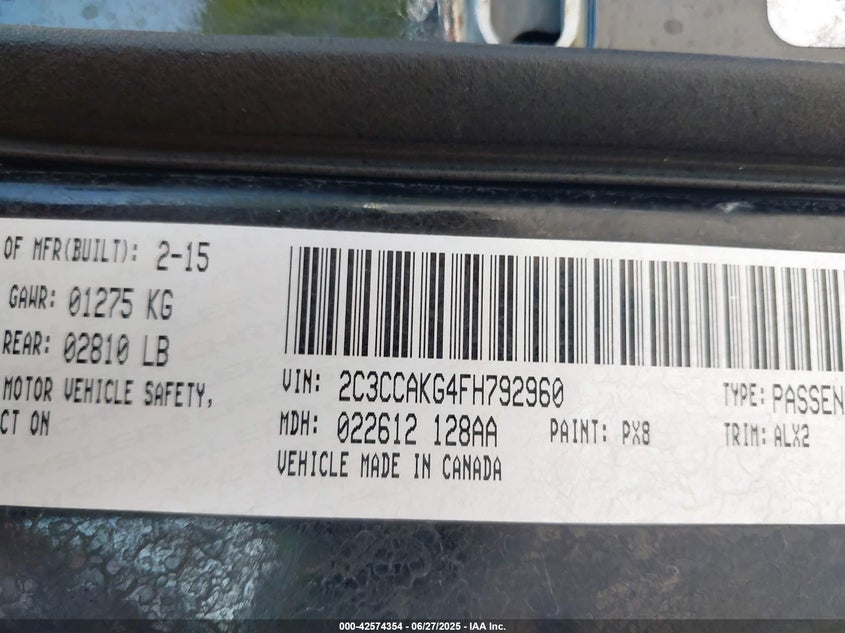 OF MFR(BUILT): 2-15
GAWR: 01275 KG
REAR: 02810 LB
MOTOR VEHICLE SAFETY,
CT ON
VIN: 2C3CCAKG4FH792960
TYPE: PASSEN
MDH: 022612 128AA
PAINT: PX8
TRIM: ALX2
VEHICLE MADE IN CANADA
000-42574354 | 06/27/2025 | IAA Inc.